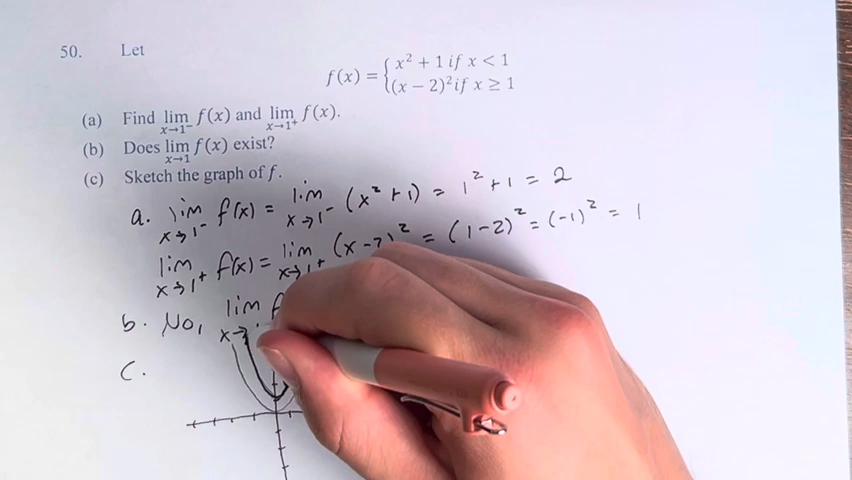 50. Let
f(x) = { x² + 1 if x < 1
(x − 2)² if x ≥ 1
(a) Find lim x→1⁻ f(x) and lim x→1⁺ f(x).
(b) Does lim x→1 f(x) exist?
(c) Sketch the graph of f.
a. lim x→1⁻ f(x) = lim x→1⁻ (x² + 1) = 1² + 1 = 2
lim x→1⁺ f(x) = lim x→1⁺ (x-2)² = (1-2)² = (-1)² = 1
b. No, lim
C.